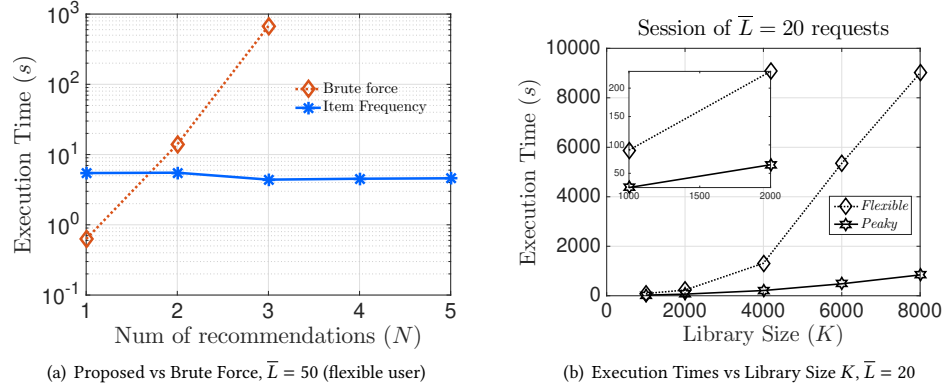 10^3
10^2
10^1
10^0
10^-1
Execution Time (s)
Brute force
Item Frequency
1 2 3 4 5
Num of recommendations (N)
(a) Proposed vs Brute Force, L̅ = 50 (flexible user)
Session of L̅ = 20 requests
10000
8000
6000
4000
2000
0
Execution Time (s)
200
150
100
50
1000 1500 2000
Flexible
Peaky
0 2000 4000 6000 8000
Library Size (K)
(b) Execution Times vs Library Size K, L̅ = 20